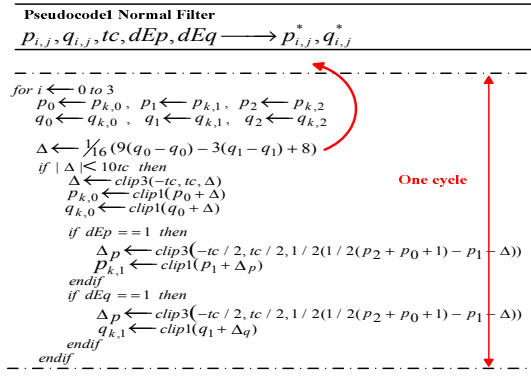 Pseudocode1 Normal Filter
p_{i,j}, q_{i,j}, tc, dEp, dEq ⟶ p*_{i,j}, q*_{i,j}
for i ← 0 to 3
p_0 ← p_{k,0}, p_1 ← p_{k,1}, p_2 ← p_{k,2}
q_0 ← q_{k,0}, q_1 ← q_{k,1}, q_2 ← q_{k,2}
Δ ← 1/16 (9(q_0 − q_0) − 3(q_1 − q_1) + 8)
if | Δ | < 10tc then
Δ ← clip3(−tc, tc, Δ)
p_{k,0} ← clip1(p_0 + Δ)
q_{k,0} ← clip1(q_0 + Δ)
One cycle
if dEp == 1 then
Δ_p ← clip3(−tc / 2, tc / 2, 1/2(1/2(p_2 + p_0 + 1) − p_1 − Δ))
p_{k,1} ← clip1(p_1 + Δ_p)
endif
if dEq == 1 then
Δ_p ← clip3(−tc / 2, tc / 2, 1/2(1/2(p_2 + p_0 + 1) − p_1 − Δ))
q_{k,1} ← clip1(q_1 + Δ_q)
endif
endif